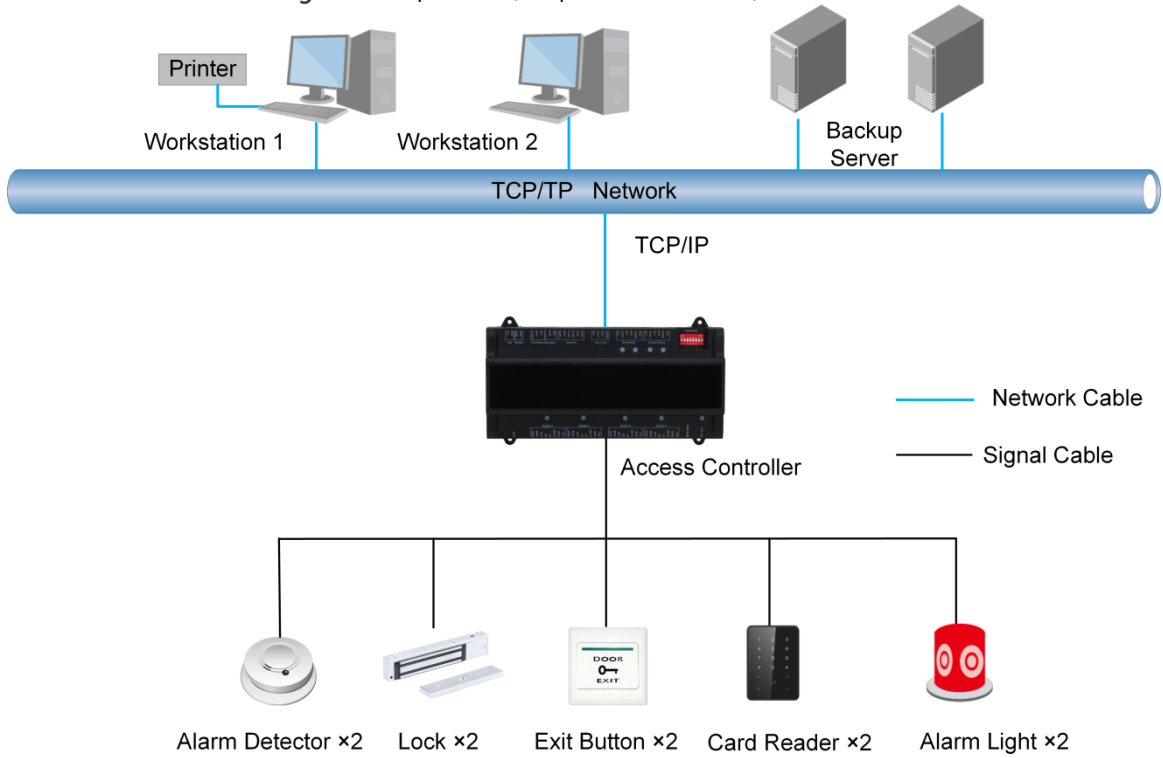 Printer
Workstation 1
Workstation 2
Backup
Server
TCP/TP Network
TCP/IP
Network Cable
Signal Cable
Access Controller
DOOR
EXIT
Alarm Detector ×2
Lock ×2
Exit Button ×2
Card Reader ×2
Alarm Light ×2